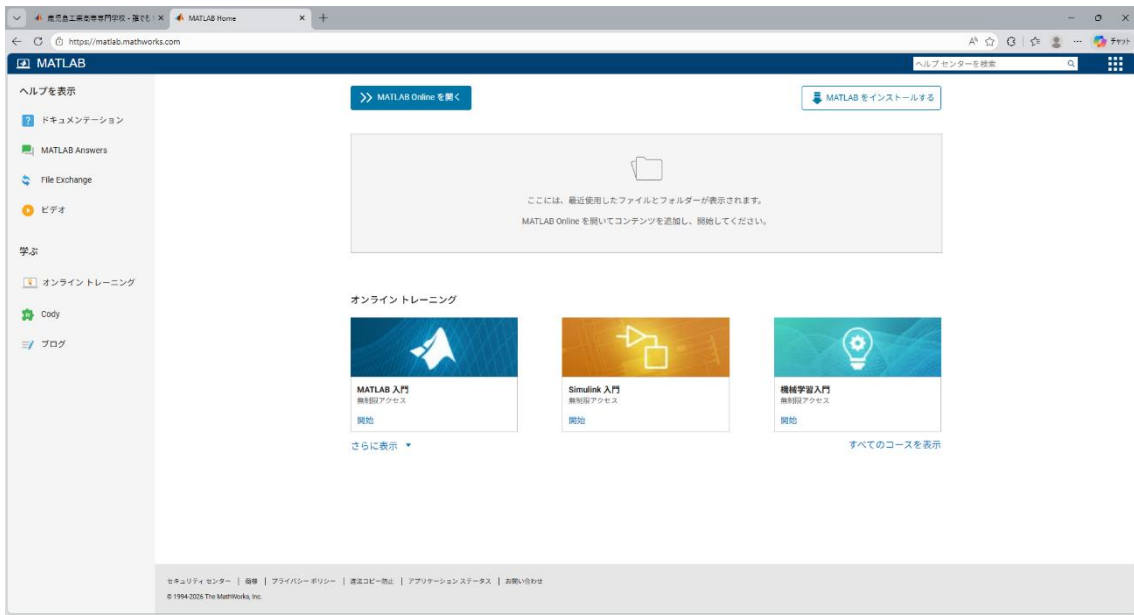 鹿児島工業高等専門学校 - 誰でも
MATLAB Home
https://matlab.mathworks.com
チャット
MATLAB
ヘルプ センターを検索
ヘルプを表示
ドキュメンテーション
MATLAB Answers
File Exchange
ビデオ
学ぶ
オンライン トレーニング
Cody
ブログ
MATLAB Online を開く
MATLAB をインストールする
ここには、最近使用したファイルとフォルダーが表示されます。
MATLAB Online を開いてコンテンツを追加し、開始してください。
オンライン トレーニング
MATLAB 入門
無制限アクセス
開始
Simulink 入門
無制限アクセス
開始
機械学習入門
無制限アクセス
開始
さらに表示
すべてのコースを表示
セキュリティ センター | 商標 | プライバシー ポリシー | 違法コピー防止 | アプリケーション ステータス | お問い合わせ
© 1994-2026 The MathWorks, Inc.